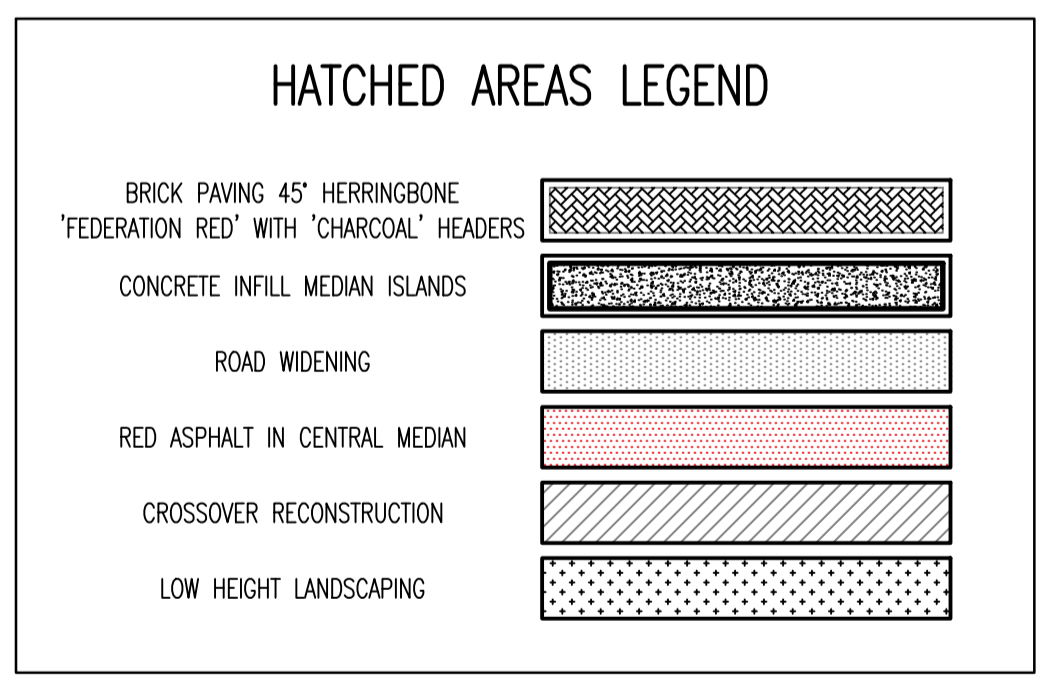 HATCHED AREAS LEGEND
BRICK PAVING 45° HERRINGBONE
'FEDERATION RED' WITH 'CHARCOAL' HEADERS
CONCRETE INFILL MEDIAN ISLANDS
ROAD WIDENING
RED ASPHALT IN CENTRAL MEDIAN
CROSSOVER RECONSTRUCTION
LOW HEIGHT LANDSCAPING